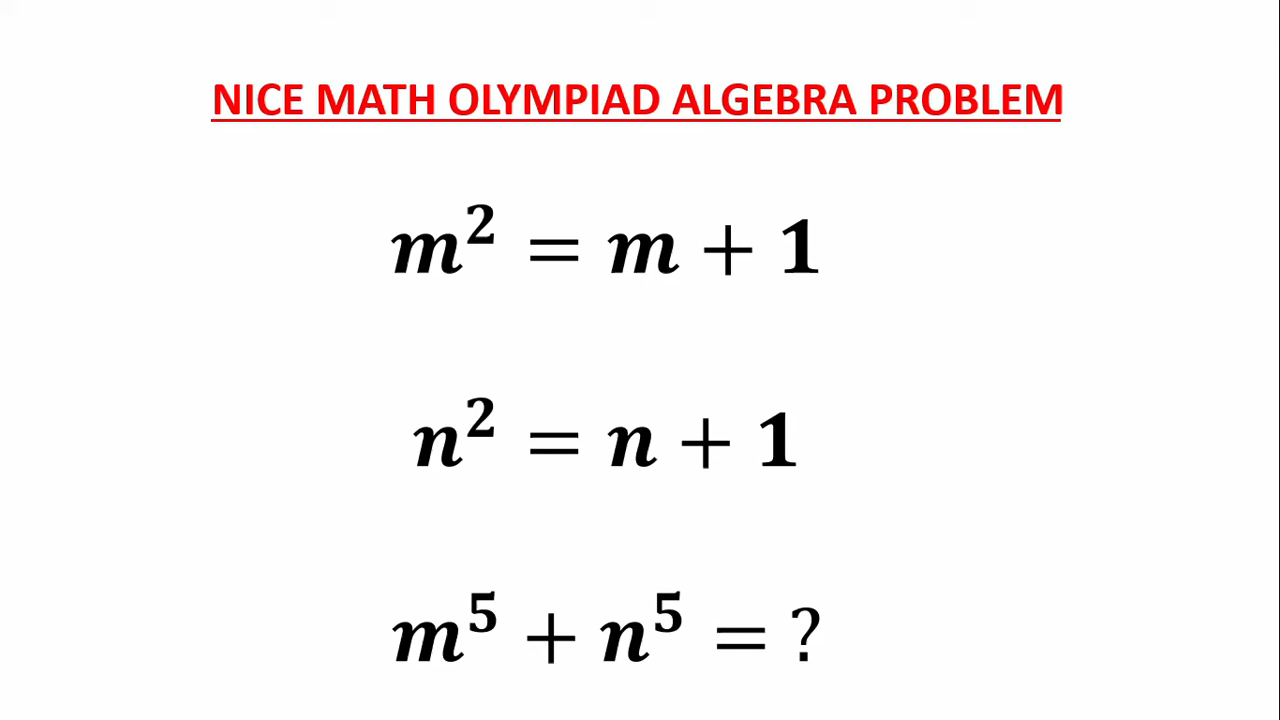 NICE MATH OLYMPIAD ALGEBRA PROBLEM
m² = m + 1
n² = n + 1
m⁵ + n⁵ = ?